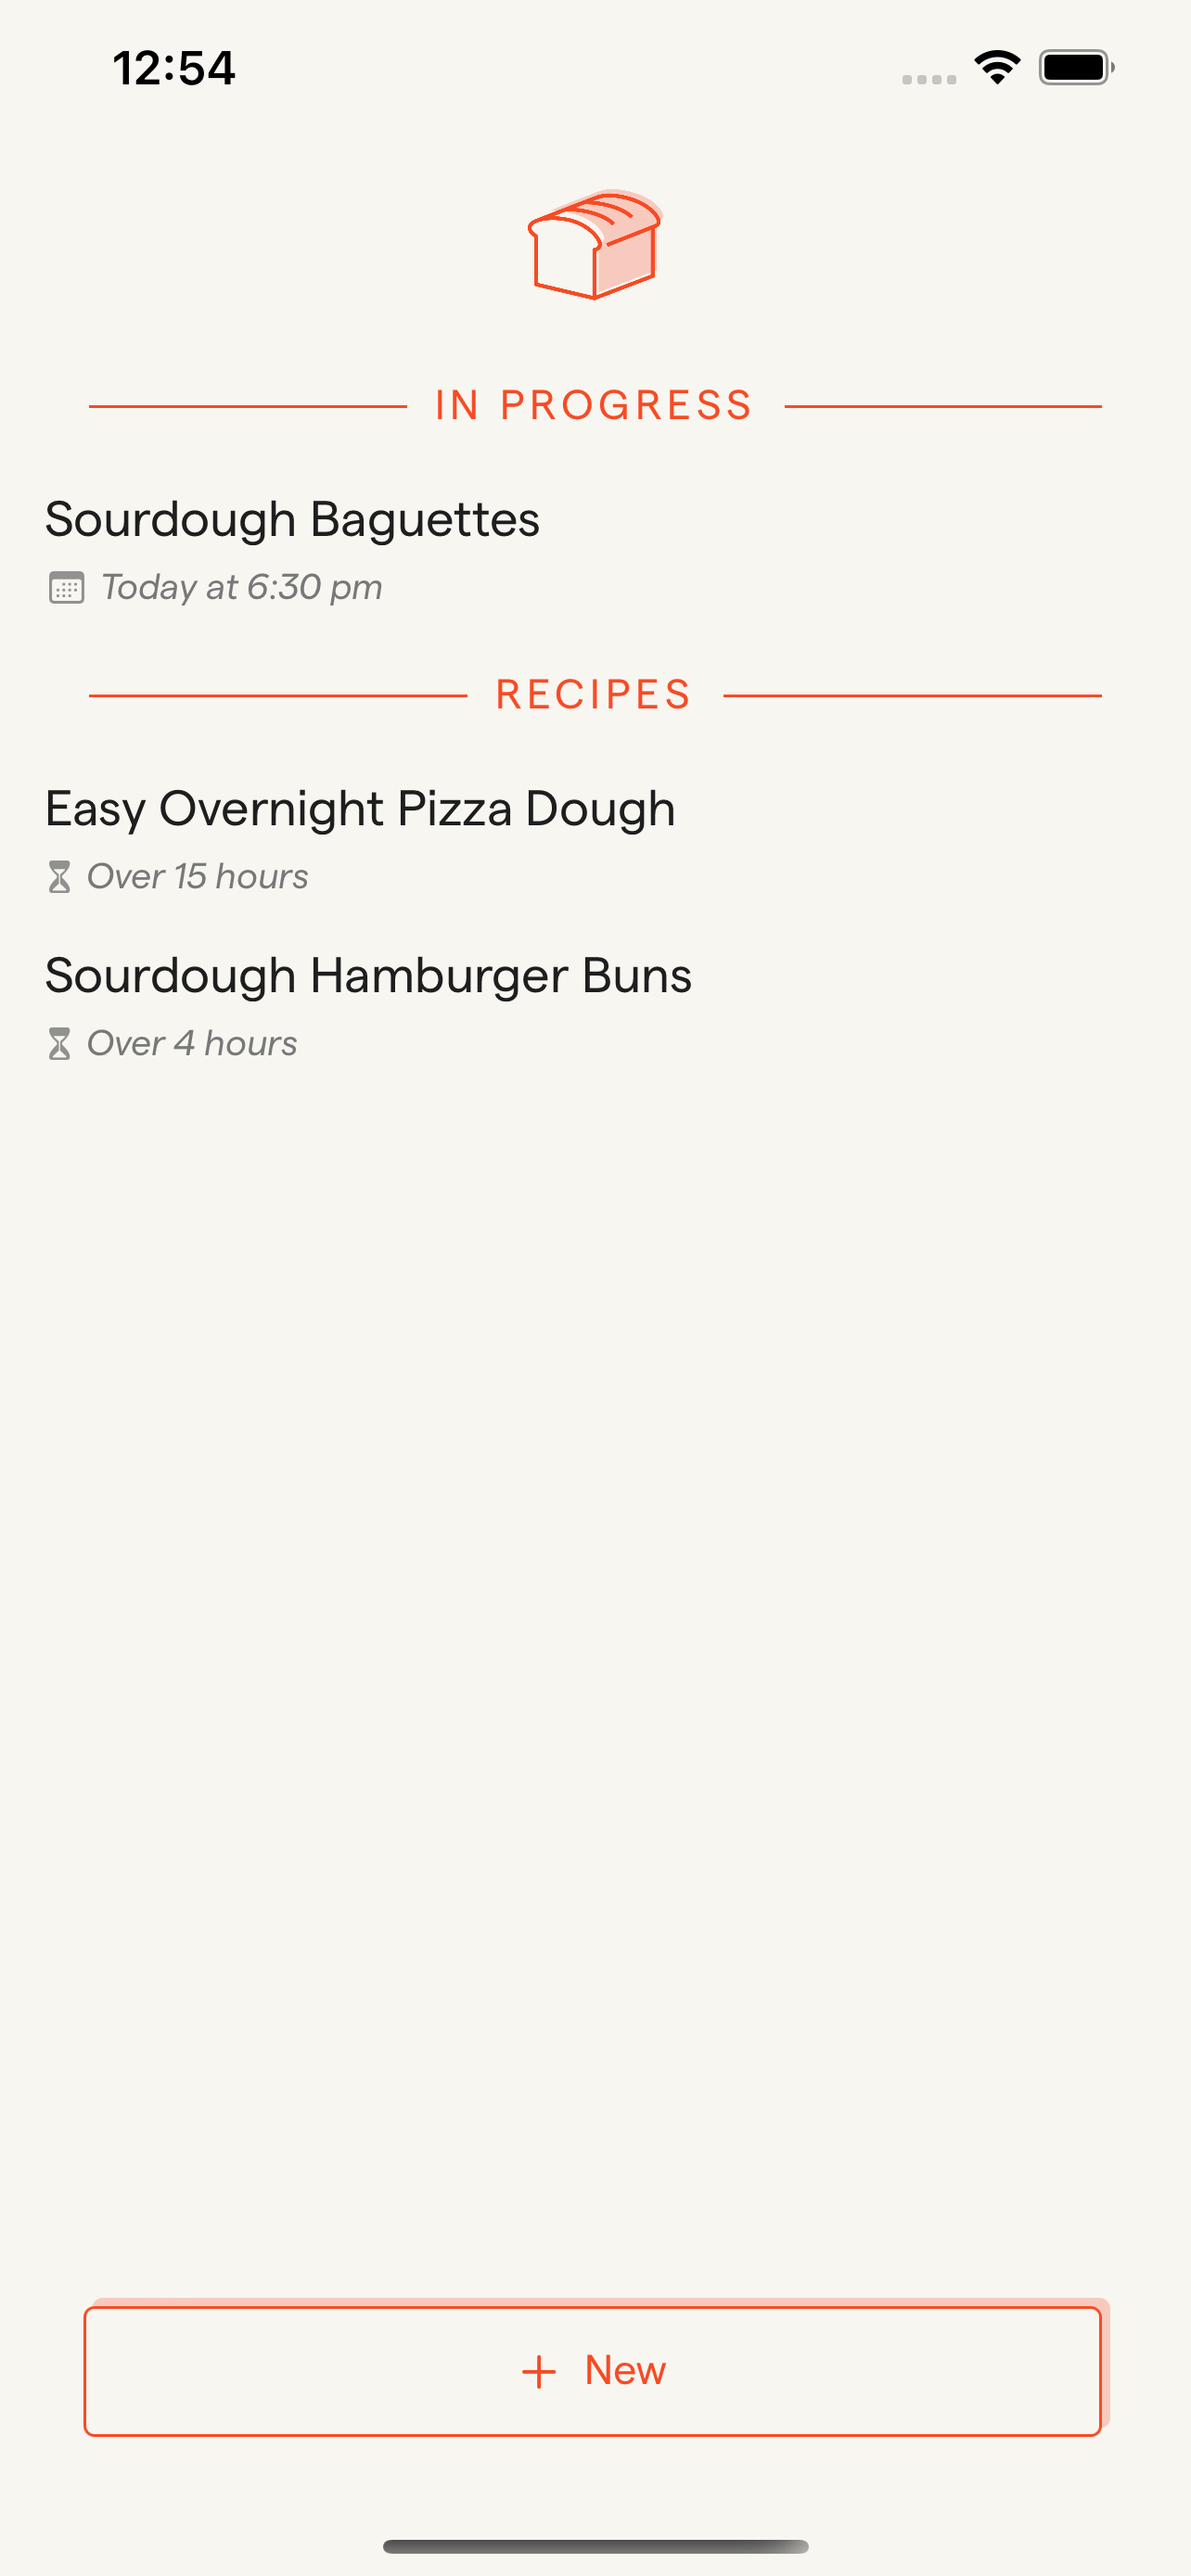 12:54
IN PROGRESS
Sourdough Baguettes
Today at 6:30 pm
RECIPES
Easy Overnight Pizza Dough
Over 15 hours
Sourdough Hamburger Buns
Over 4 hours
New